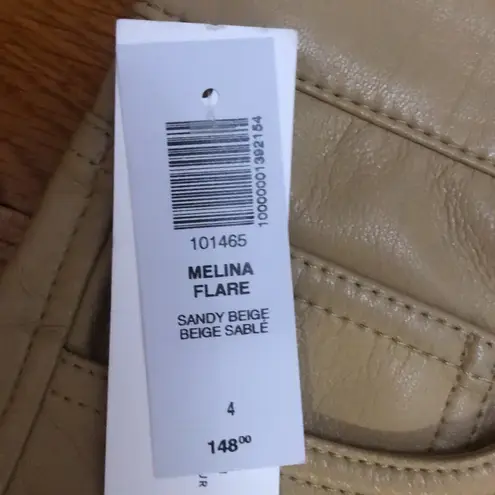 1000001392154
101465
MELINA
FLARE
SANDY BEIGE
BEIGE SABLÉ
4
148⁰⁰